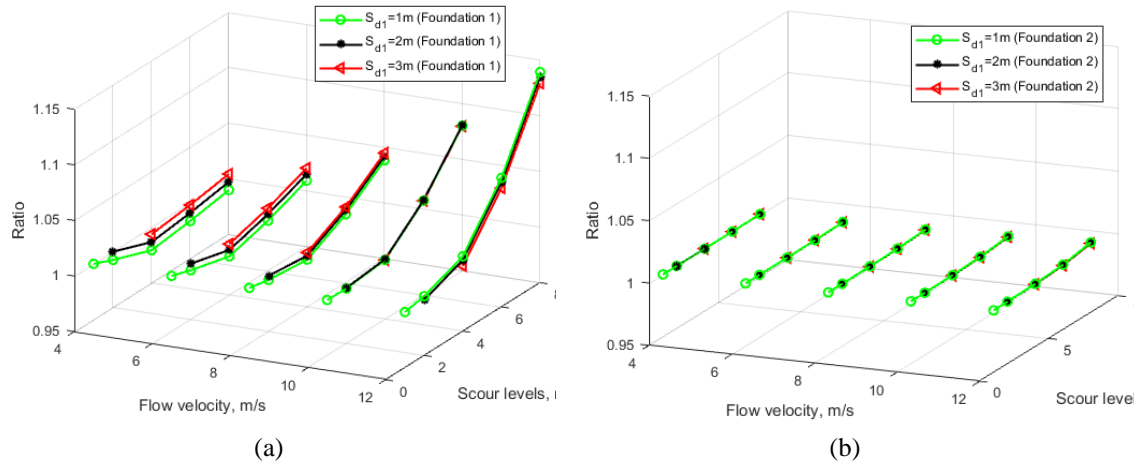 S_d1=1m (Foundation 1)
S_d1=2m (Foundation 1)
S_d1=3m (Foundation 1)
1.15
1.1
1.05
1
0.95
Ratio
4
6
8
10
12
Flow velocity, m/s
0
2
4
6
8
Scour levels,
(a)
S_d1=1m (Foundation 2)
S_d1=2m (Foundation 2)
S_d1=3m (Foundation 2)
1.15
1.1
1.05
1
0.95
Ratio
4
6
8
10
12
Flow velocity, m/s
0
5
Scour level
(b)